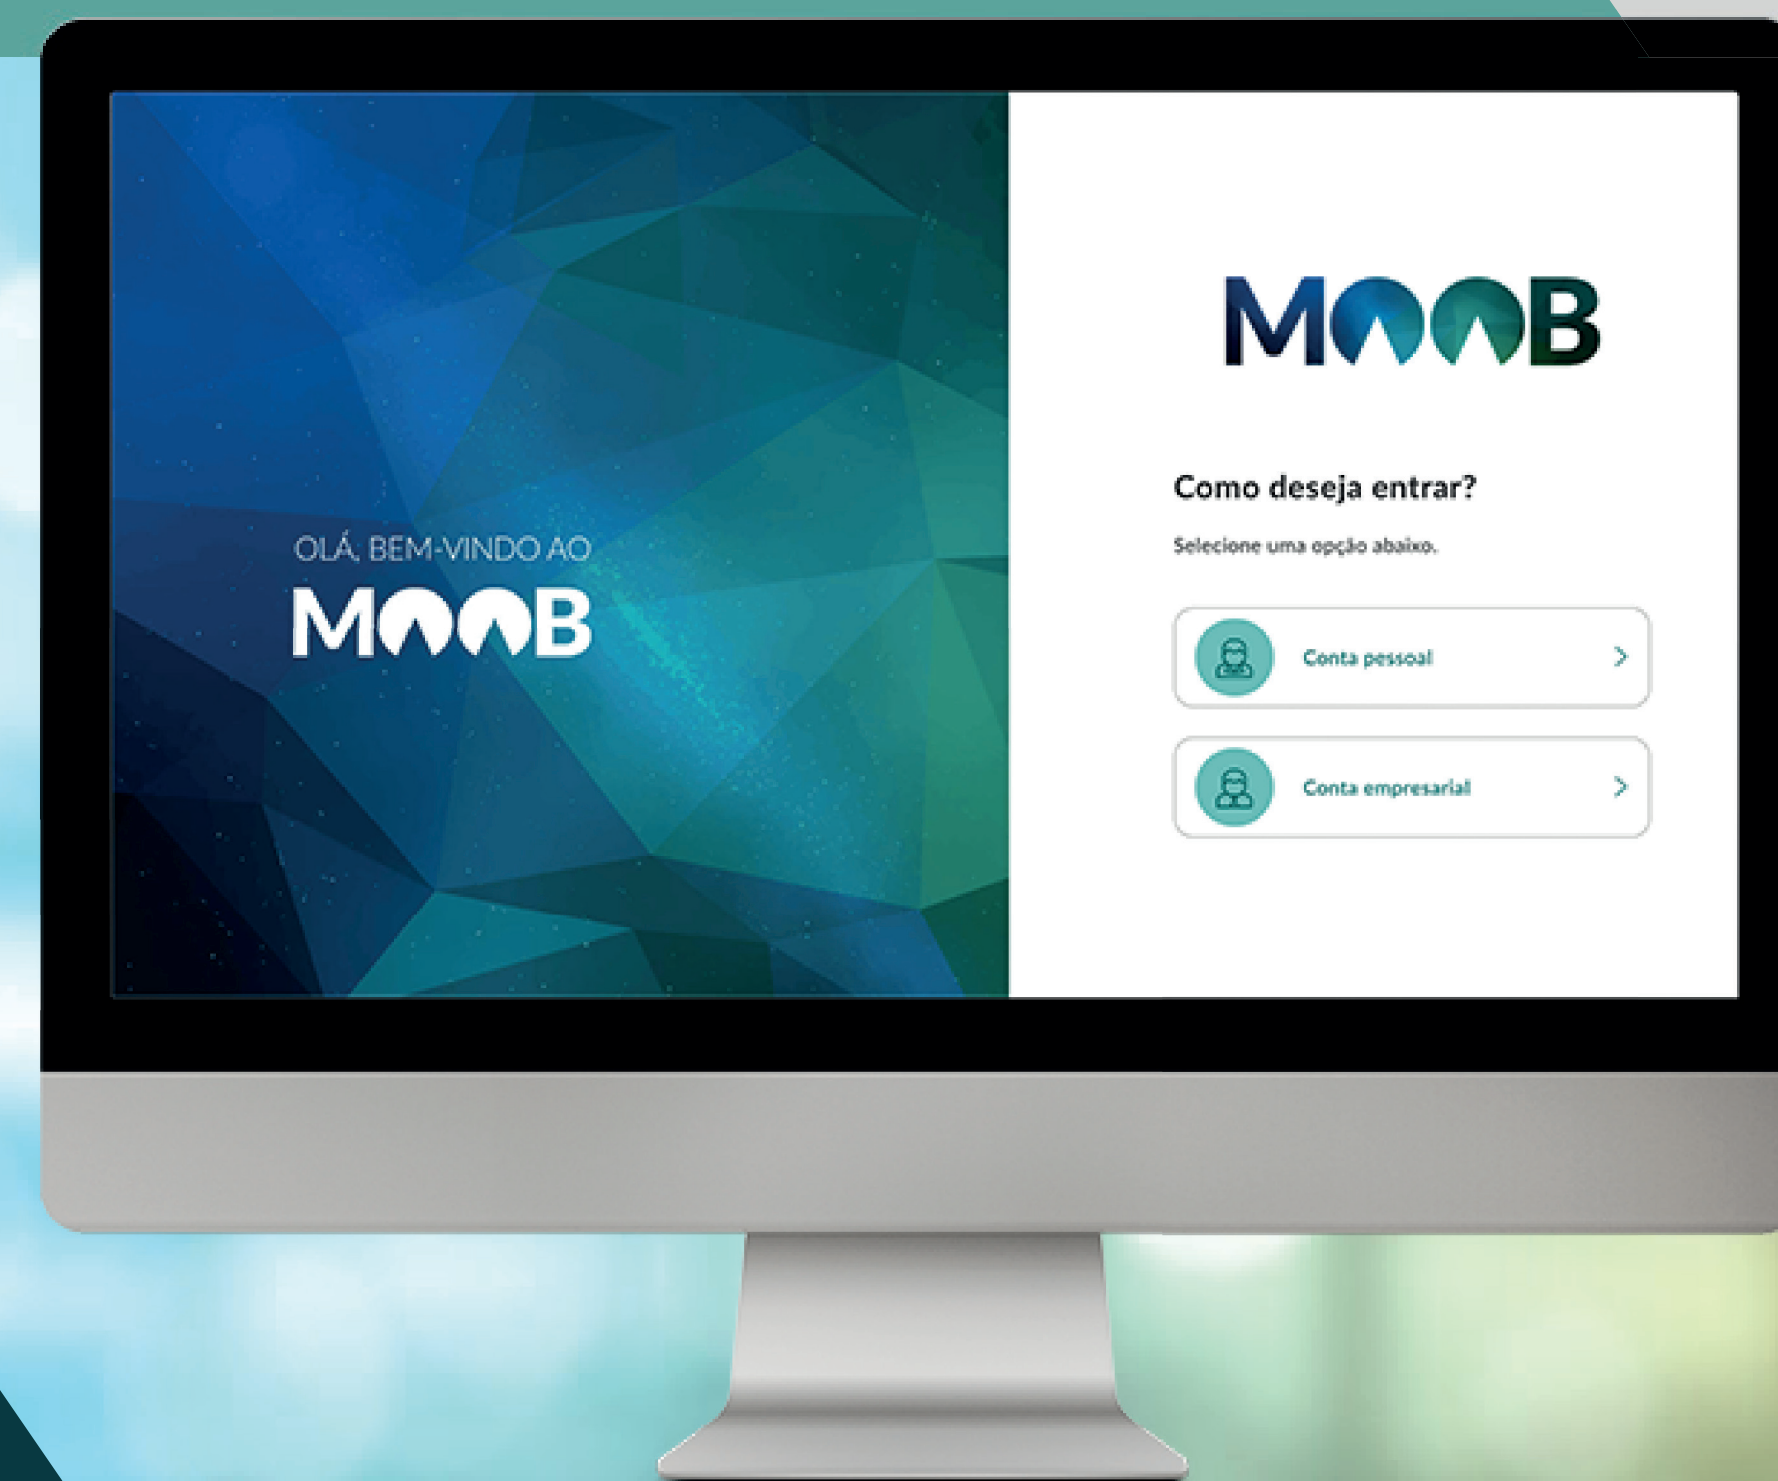 OLÁ, BEM-VINDO AO
MOOB
MOOB
Como deseja entrar?
Selecione uma opção abaixo.
Conta pessoal
Conta empresarial